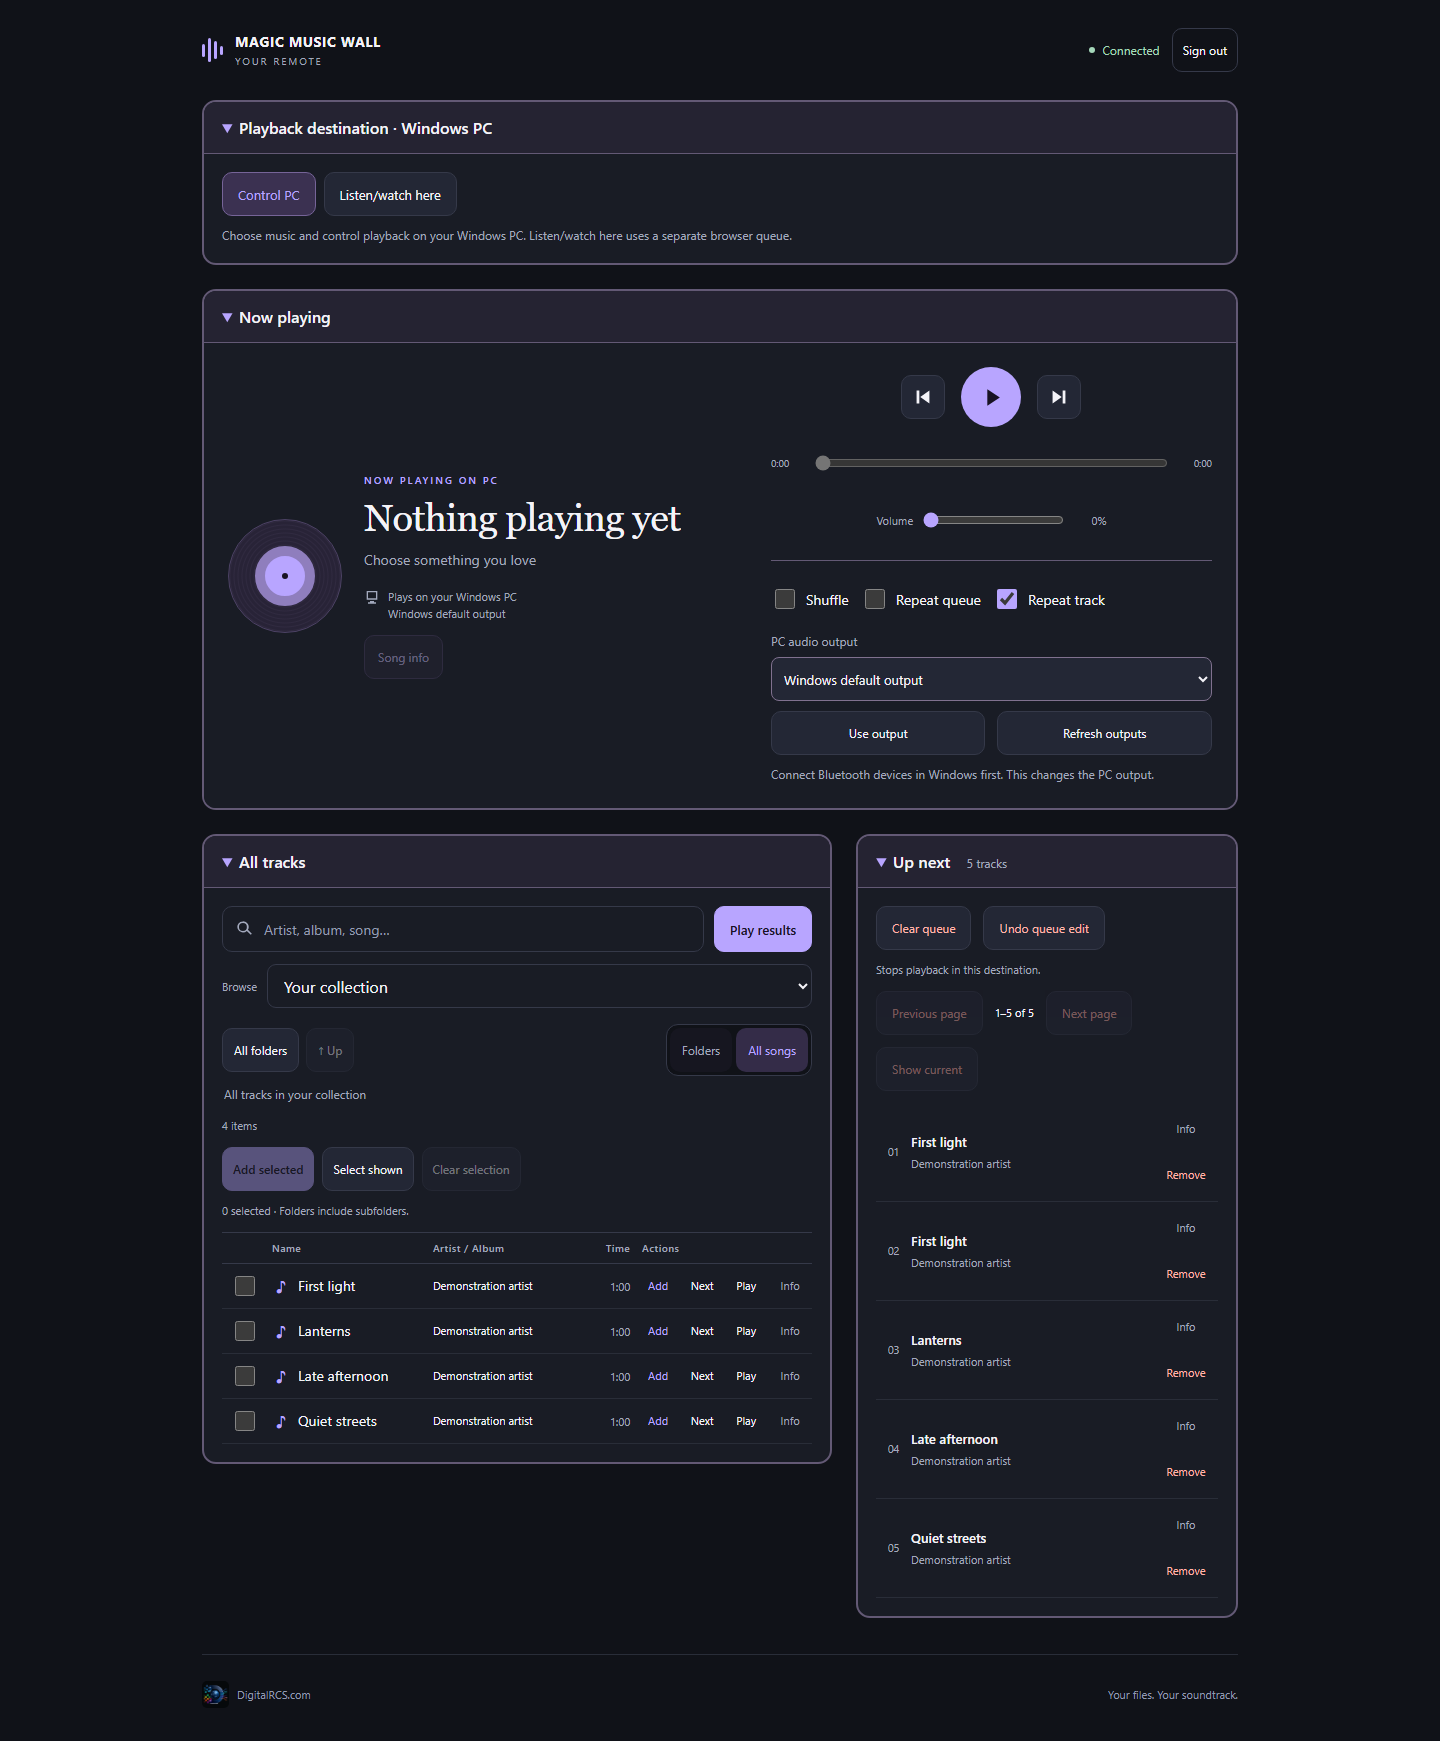 MAGIC MUSIC WALL
YOUR REMOTE
Connected
Sign out
Playback destination · Windows PC
Control PC
Listen/watch here
Choose music and control playback on your Windows PC. Listen/watch here uses a separate browser queue.
Now playing
NOW PLAYING ON PC
Nothing playing yet
Choose something you love
Plays on your Windows PC
Windows default output
Song info
0:00
0:00
Volume
0%
Shuffle
Repeat queue
Repeat track
PC audio output
Windows default output
Use output
Refresh outputs
Connect Bluetooth devices in Windows first. This changes the PC output.
All tracks
Artist, album, song...
Play results
Browse
Your collection
All folders
↑ Up
Folders
All songs
All tracks in your collection
4 items
Add selected
Select shown
Clear selection
0 selected · Folders include subfolders.
Name Artist / Album Time Actions
First light Demonstration artist 1:00 Add Next Play Info
Lanterns Demonstration artist 1:00 Add Next Play Info
Late afternoon Demonstration artist 1:00 Add Next Play Info
Quiet streets Demonstration artist 1:00 Add Next Play Info
Up next 5 tracks
Clear queue
Undo queue edit
Stops playback in this destination.
Previous page
1–5 of 5
Next page
Show current
01
First light
Demonstration artist
Info
Remove
02
First light
Demonstration artist
Info
Remove
03
Lanterns
Demonstration artist
Info
Remove
04
Late afternoon
Demonstration artist
Info
Remove
05
Quiet streets
Demonstration artist
Info
Remove
DigitalRCS.com
Your files. Your soundtrack.